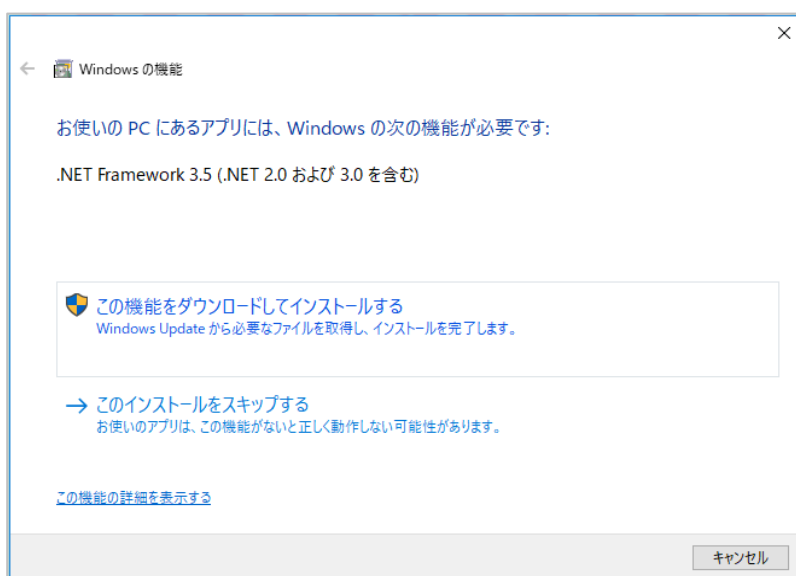 Windows の機能
お使いの PC にあるアプリには、Windows の次の機能が必要です:
.NET Framework 3.5 (.NET 2.0 および 3.0 を含む)
この機能をダウンロードしてインストールする
Windows Update から必要なファイルを取得し、インストールを完了します。
このインストールをスキップする
お使いのアプリは、この機能がないと正しく動作しない可能性があります。
この機能の詳細を表示する
キャンセル